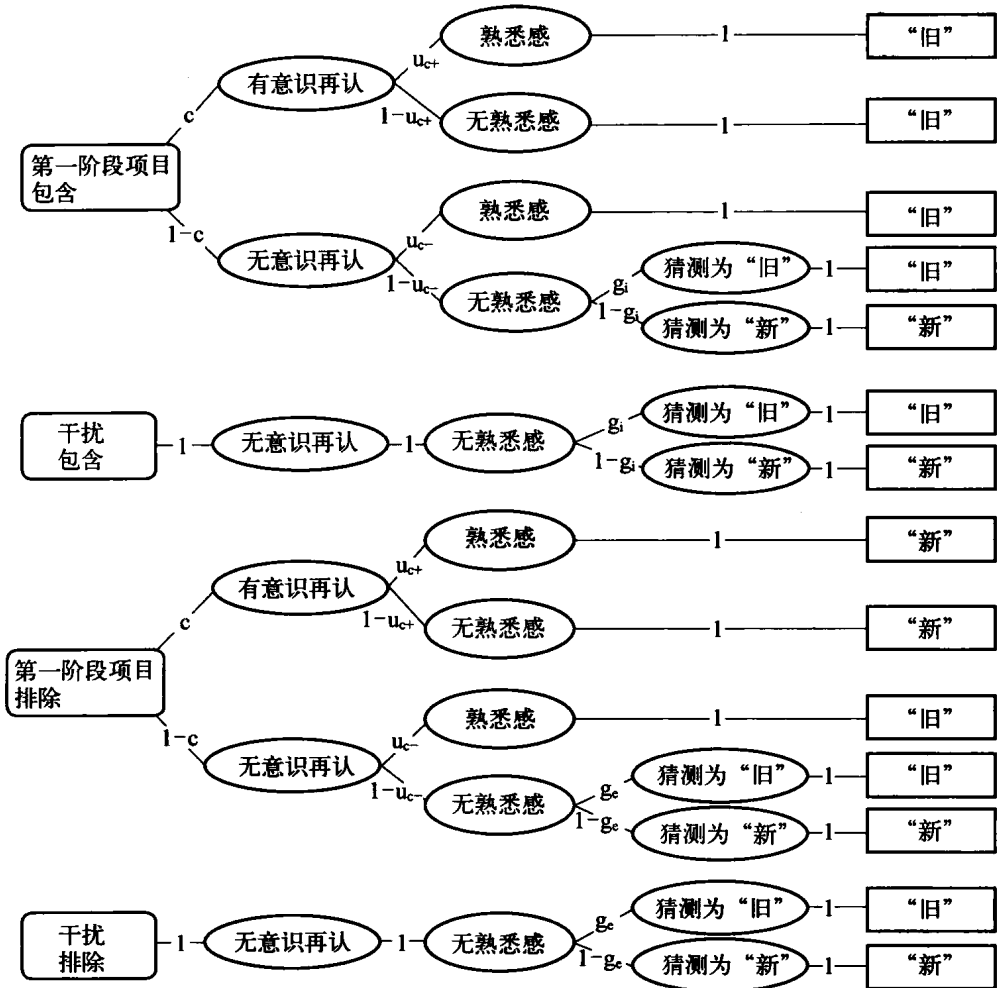 熟悉感 1 “旧”
u_{c+}
有意识再认
c 1-u_{c+} 无熟悉感 1 “旧”
第一阶段项目
包含
熟悉感 1 “旧”
1-c u_{c-}
无意识再认 猜测为“旧” 1 “旧”
1-u_{c-} 无熟悉感 g_i
1-g_i 猜测为“新” 1 “新”
猜测为“旧” 1 “旧”
干扰 g_i
包含 1 无意识再认 1 无熟悉感
1-g_i 猜测为“新” 1 “新”
熟悉感 1 “新”
u_{c+}
有意识再认
c 1-u_{c+} 无熟悉感 1 “新”
第一阶段项目
排除
熟悉感 1 “旧”
1-c u_{c-}
无意识再认 猜测为“旧” 1 “旧”
1-u_{c-} 无熟悉感 g_e
1-g_e 猜测为“新” 1 “新”
猜测为“旧” 1 “旧”
干扰 g_e
排除 1 无意识再认 1 无熟悉感
1-g_e 猜测为“新” 1 “新”